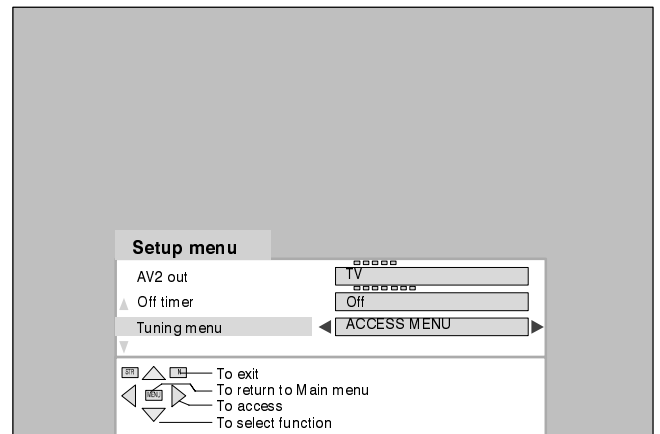 Setup menu
AV2 out TV
Off timer Off
Tuning menu ACCESS MENU
STR N To exit
MENU To return to Main menu
To access
To select function